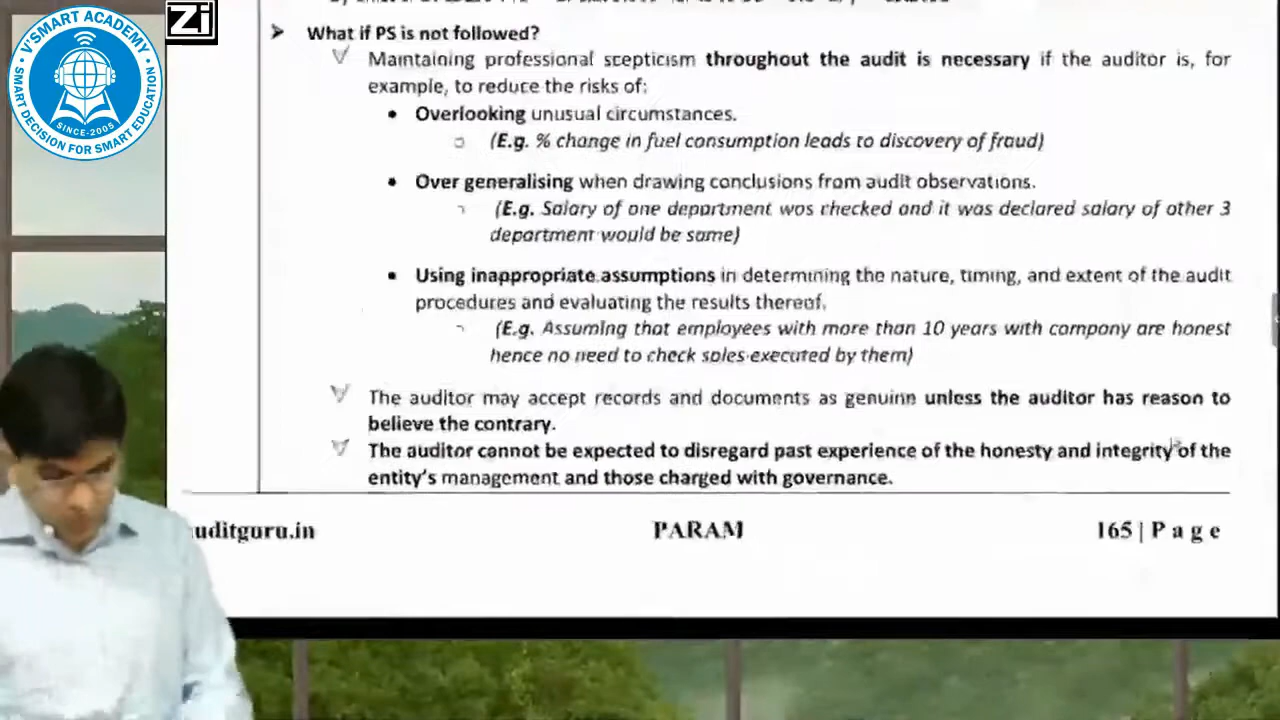 V'SMART ACADEMY
SINCE-2005
SMART DECISION FOR SMART EDUCATION
Zi
What if PS is not followed?
Maintaining professional scepticism throughout the audit is necessary if the auditor is, for
example, to reduce the risks of:
Overlooking unusual circumstances.
(E.g. % change in fuel consumption leads to discovery of fraud)
Over generalising when drawing conclusions from audit observations.
(E.g. Salary of one department was checked and it was declared salary of other 3
department would be same)
Using inappropriate assumptions in determining the nature, timing, and extent of the audit
procedures and evaluating the results thereof.
(E.g. Assuming that employees with more than 10 years with company are honest
hence no need to check sales executed by them)
The auditor may accept records and documents as genuine unless the auditor has reason to
believe the contrary.
The auditor cannot be expected to disregard past experience of the honesty and integrity of the
entity's management and those charged with governance.
uditguru.in PARAM 165 | P a g e